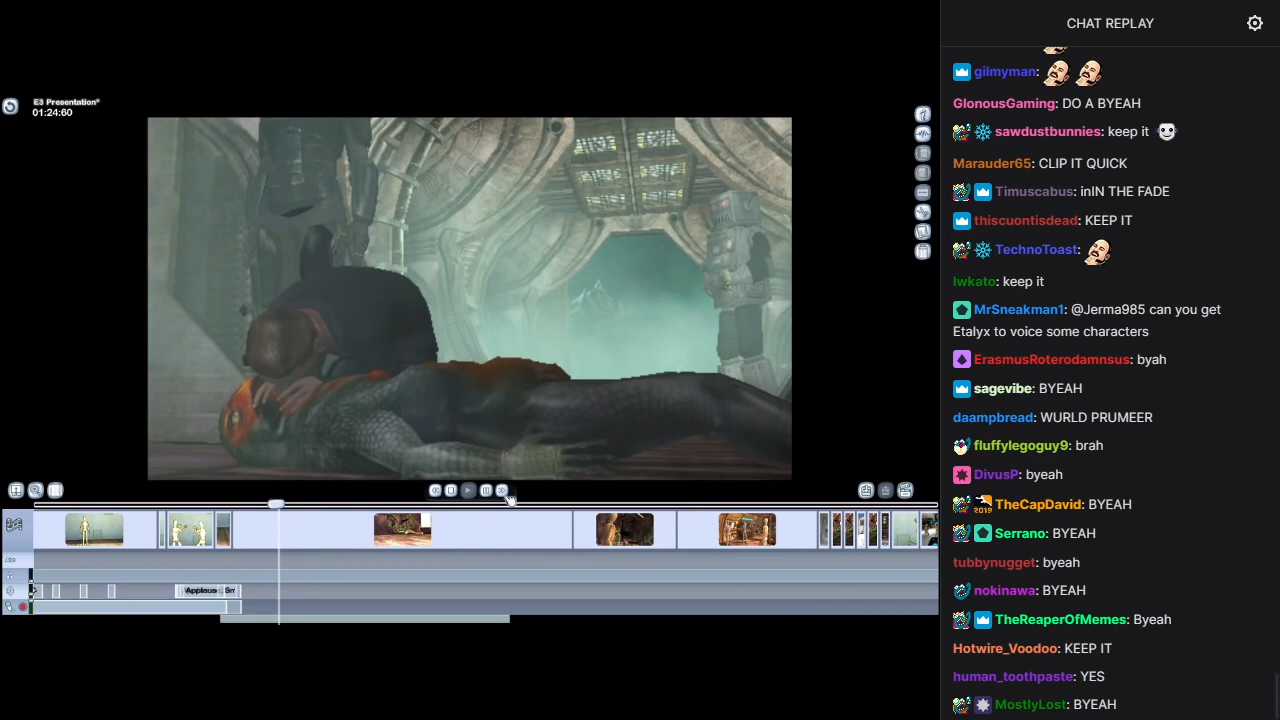 CHAT REPLAY
gilmyman:
GlonousGaming: DO A BYEAH
sawdustbunnies: keep it
Marauder65: CLIP IT QUICK
Timuscabus: inIN THE FADE
thiscuontisdead: KEEP IT
TechnoToast:
lwkato: keep it
MrSneakman1: @Jerma985 can you get
Etalyx to voice some characters
ErasmusRoterodamnsus: byah
sagevibe: BYEAH
daampbread: WURLD PRUMEER
fluffylegoguy9: brah
DivusP: byeah
2019 TheCapDavid: BYEAH
Serrano: BYEAH
tubbynugget: byeah
nokinawa: BYEAH
TheReaperOfMemes: Byeah
Hotwire_Voodoo: KEEP IT
human_toothpaste: YES
MostlyLost: BYEAH
E3 Presentation*
01:24:60
Applause, Sm